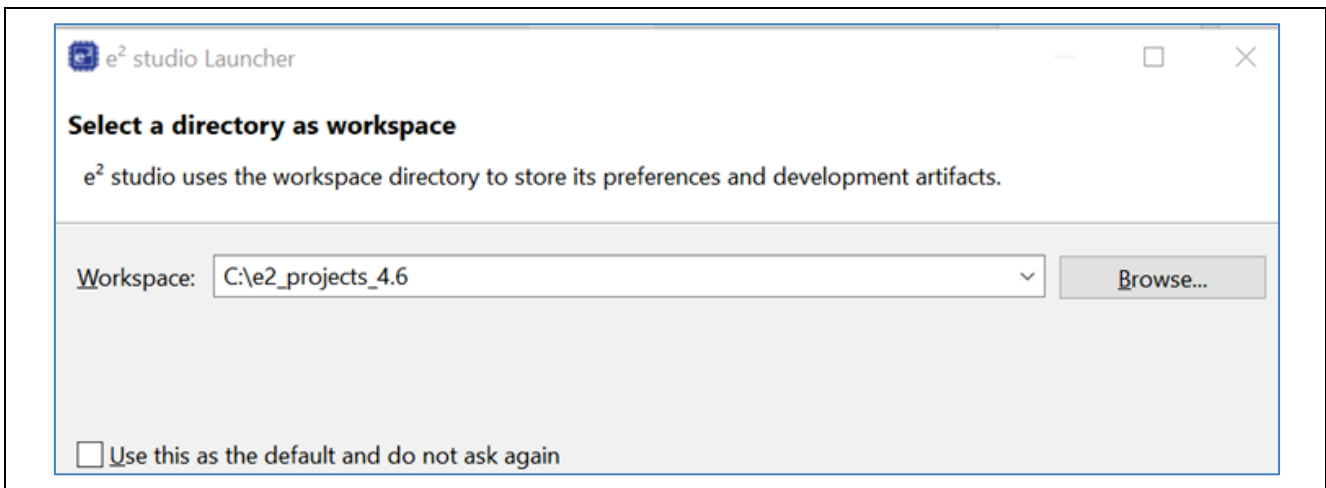 e² studio Launcher
Select a directory as workspace
e² studio uses the workspace directory to store its preferences and development artifacts.
Workspace: C:\e2_projects_4.6 Browse...
Use this as the default and do not ask again